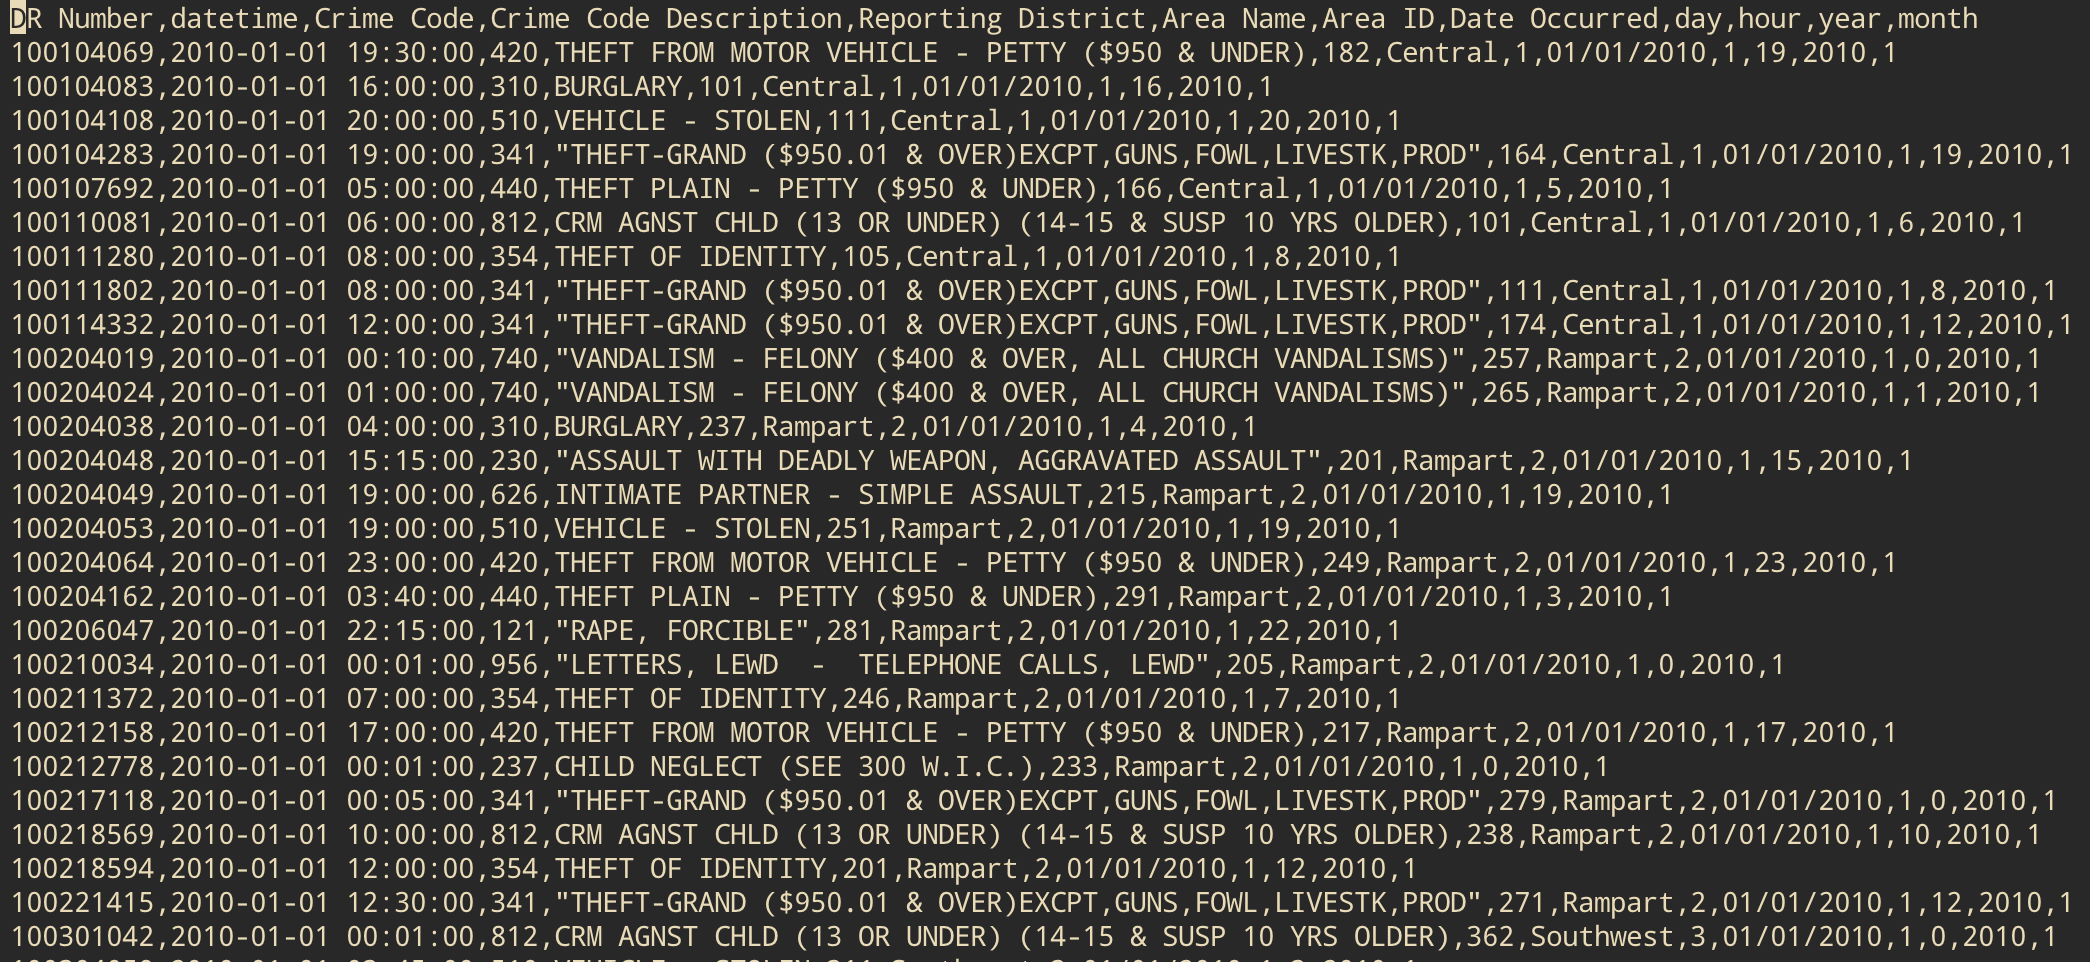 DR Number,datetime,Crime Code,Crime Code Description,Reporting District,Area Name,Area ID,Date Occurred,day,hour,year,month
100104069,2010-01-01 19:30:00,420,THEFT FROM MOTOR VEHICLE - PETTY ($950 & UNDER),182,Central,1,01/01/2010,1,19,2010,1
100104083,2010-01-01 16:00:00,310,BURGLARY,101,Central,1,01/01/2010,1,16,2010,1
100104108,2010-01-01 20:00:00,510,VEHICLE - STOLEN,111,Central,1,01/01/2010,1,20,2010,1
100104283,2010-01-01 19:00:00,341,"THEFT-GRAND ($950.01 & OVER)EXCPT,GUNS,FOWL,LIVESTK,PROD",164,Central,1,01/01/2010,1,19,2010,1
100107692,2010-01-01 05:00:00,440,THEFT PLAIN - PETTY ($950 & UNDER),166,Central,1,01/01/2010,1,5,2010,1
100110081,2010-01-01 06:00:00,812,CRM AGNST CHLD (13 OR UNDER) (14-15 & SUSP 10 YRS OLDER),101,Central,1,01/01/2010,1,6,2010,1
100111280,2010-01-01 08:00:00,354,THEFT OF IDENTITY,105,Central,1,01/01/2010,1,8,2010,1
100111802,2010-01-01 08:00:00,341,"THEFT-GRAND ($950.01 & OVER)EXCPT,GUNS,FOWL,LIVESTK,PROD",111,Central,1,01/01/2010,1,8,2010,1
100114332,2010-01-01 12:00:00,341,"THEFT-GRAND ($950.01 & OVER)EXCPT,GUNS,FOWL,LIVESTK,PROD",174,Central,1,01/01/2010,1,12,2010,1
100204019,2010-01-01 00:10:00,740,"VANDALISM - FELONY ($400 & OVER, ALL CHURCH VANDALISMS)",257,Rampart,2,01/01/2010,1,0,2010,1
100204024,2010-01-01 01:00:00,740,"VANDALISM - FELONY ($400 & OVER, ALL CHURCH VANDALISMS)",265,Rampart,2,01/01/2010,1,1,2010,1
100204038,2010-01-01 04:00:00,310,BURGLARY,237,Rampart,2,01/01/2010,1,4,2010,1
100204048,2010-01-01 15:15:00,230,"ASSAULT WITH DEADLY WEAPON, AGGRAVATED ASSAULT",201,Rampart,2,01/01/2010,1,15,2010,1
100204049,2010-01-01 19:00:00,626,INTIMATE PARTNER - SIMPLE ASSAULT,215,Rampart,2,01/01/2010,1,19,2010,1
100204053,2010-01-01 19:00:00,510,VEHICLE - STOLEN,251,Rampart,2,01/01/2010,1,19,2010,1
100204064,2010-01-01 23:00:00,420,THEFT FROM MOTOR VEHICLE - PETTY ($950 & UNDER),249,Rampart,2,01/01/2010,1,23,2010,1
100204162,2010-01-01 03:40:00,440,THEFT PLAIN - PETTY ($950 & UNDER),291,Rampart,2,01/01/2010,1,3,2010,1
100206047,2010-01-01 22:15:00,121,"RAPE, FORCIBLE",281,Rampart,2,01/01/2010,1,22,2010,1
100210034,2010-01-01 00:01:00,956,"LETTERS, LEWD  -  TELEPHONE CALLS, LEWD",205,Rampart,2,01/01/2010,1,0,2010,1
100211372,2010-01-01 07:00:00,354,THEFT OF IDENTITY,246,Rampart,2,01/01/2010,1,7,2010,1
100212158,2010-01-01 17:00:00,420,THEFT FROM MOTOR VEHICLE - PETTY ($950 & UNDER),217,Rampart,2,01/01/2010,1,17,2010,1
100212778,2010-01-01 00:01:00,237,CHILD NEGLECT (SEE 300 W.I.C.),233,Rampart,2,01/01/2010,1,0,2010,1
100217118,2010-01-01 00:05:00,341,"THEFT-GRAND ($950.01 & OVER)EXCPT,GUNS,FOWL,LIVESTK,PROD",279,Rampart,2,01/01/2010,1,0,2010,1
100218569,2010-01-01 10:00:00,812,CRM AGNST CHLD (13 OR UNDER) (14-15 & SUSP 10 YRS OLDER),238,Rampart,2,01/01/2010,1,10,2010,1
100218594,2010-01-01 12:00:00,354,THEFT OF IDENTITY,201,Rampart,2,01/01/2010,1,12,2010,1
100221415,2010-01-01 12:30:00,341,"THEFT-GRAND ($950.01 & OVER)EXCPT,GUNS,FOWL,LIVESTK,PROD",271,Rampart,2,01/01/2010,1,12,2010,1
100301042,2010-01-01 00:01:00,812,CRM AGNST CHLD (13 OR UNDER) (14-15 & SUSP 10 YRS OLDER),362,Southwest,3,01/01/2010,1,0,2010,1